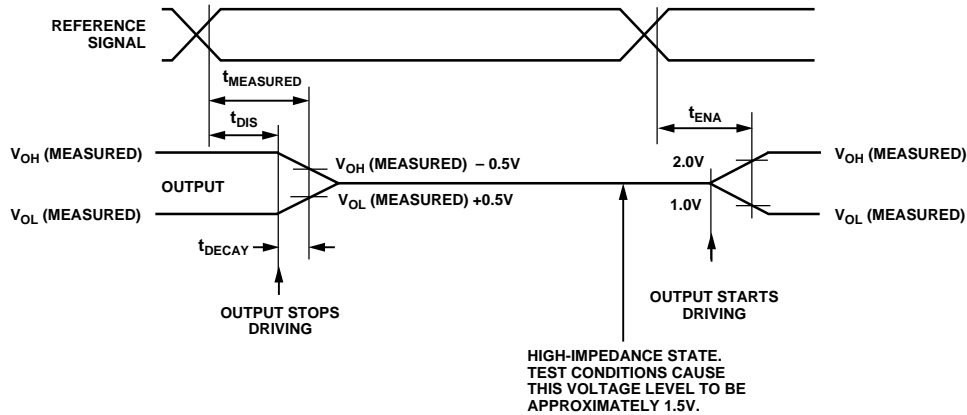 REFERENCE
SIGNAL
tMEASURED
tDIS
tENA
VOH (MEASURED)
VOH (MEASURED) – 0.5V
2.0V
VOH (MEASURED)
OUTPUT
VOL (MEASURED)
VOL (MEASURED) +0.5V
1.0V
VOL (MEASURED)
tDECAY
OUTPUT STOPS
DRIVING
OUTPUT STARTS
DRIVING
HIGH-IMPEDANCE STATE.
TEST CONDITIONS CAUSE
THIS VOLTAGE LEVEL TO BE
APPROXIMATELY 1.5V.